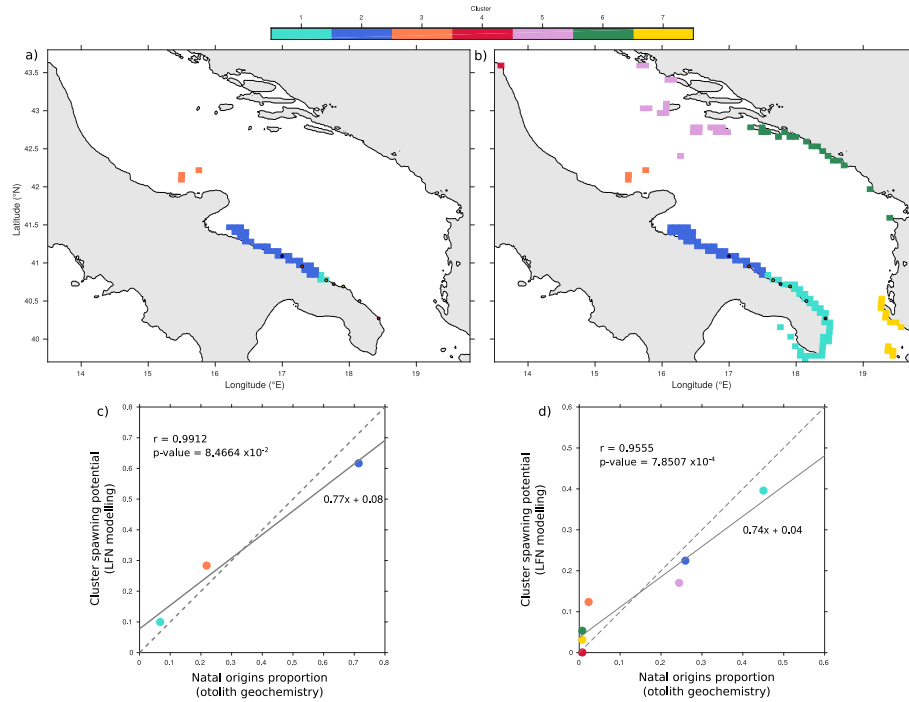 Cluster
1 2 3 4 5 6 7
a)
b)
43.5
43
42.5
42
41.5
41
40.5
40
Latitude (°N)
14 15 16 17 18 19
14 15 16 17 18 19
Longitude (°E)
Longitude (°E)
c)
0.8
0.7
0.6
0.5
0.4
0.3
0.2
0.1
0
Cluster spawning potential
(LFN modelling)
r = 0.9912
p-value = 8.4664 x10-2
0.77x + 0.08
0 0.1 0.2 0.3 0.4 0.5 0.6 0.7 0.8
Natal origins proportion
(otolith geochemistry)
d)
0.6
0.5
0.4
0.3
0.2
0.1
0
Cluster spawning potential
(LFN modelling)
r = 0.9555
p-value = 7.8507 x10-4
0.74x + 0.04
0 0.1 0.2 0.3 0.4 0.5 0.6
Natal origins proportion
(otolith geochemistry)